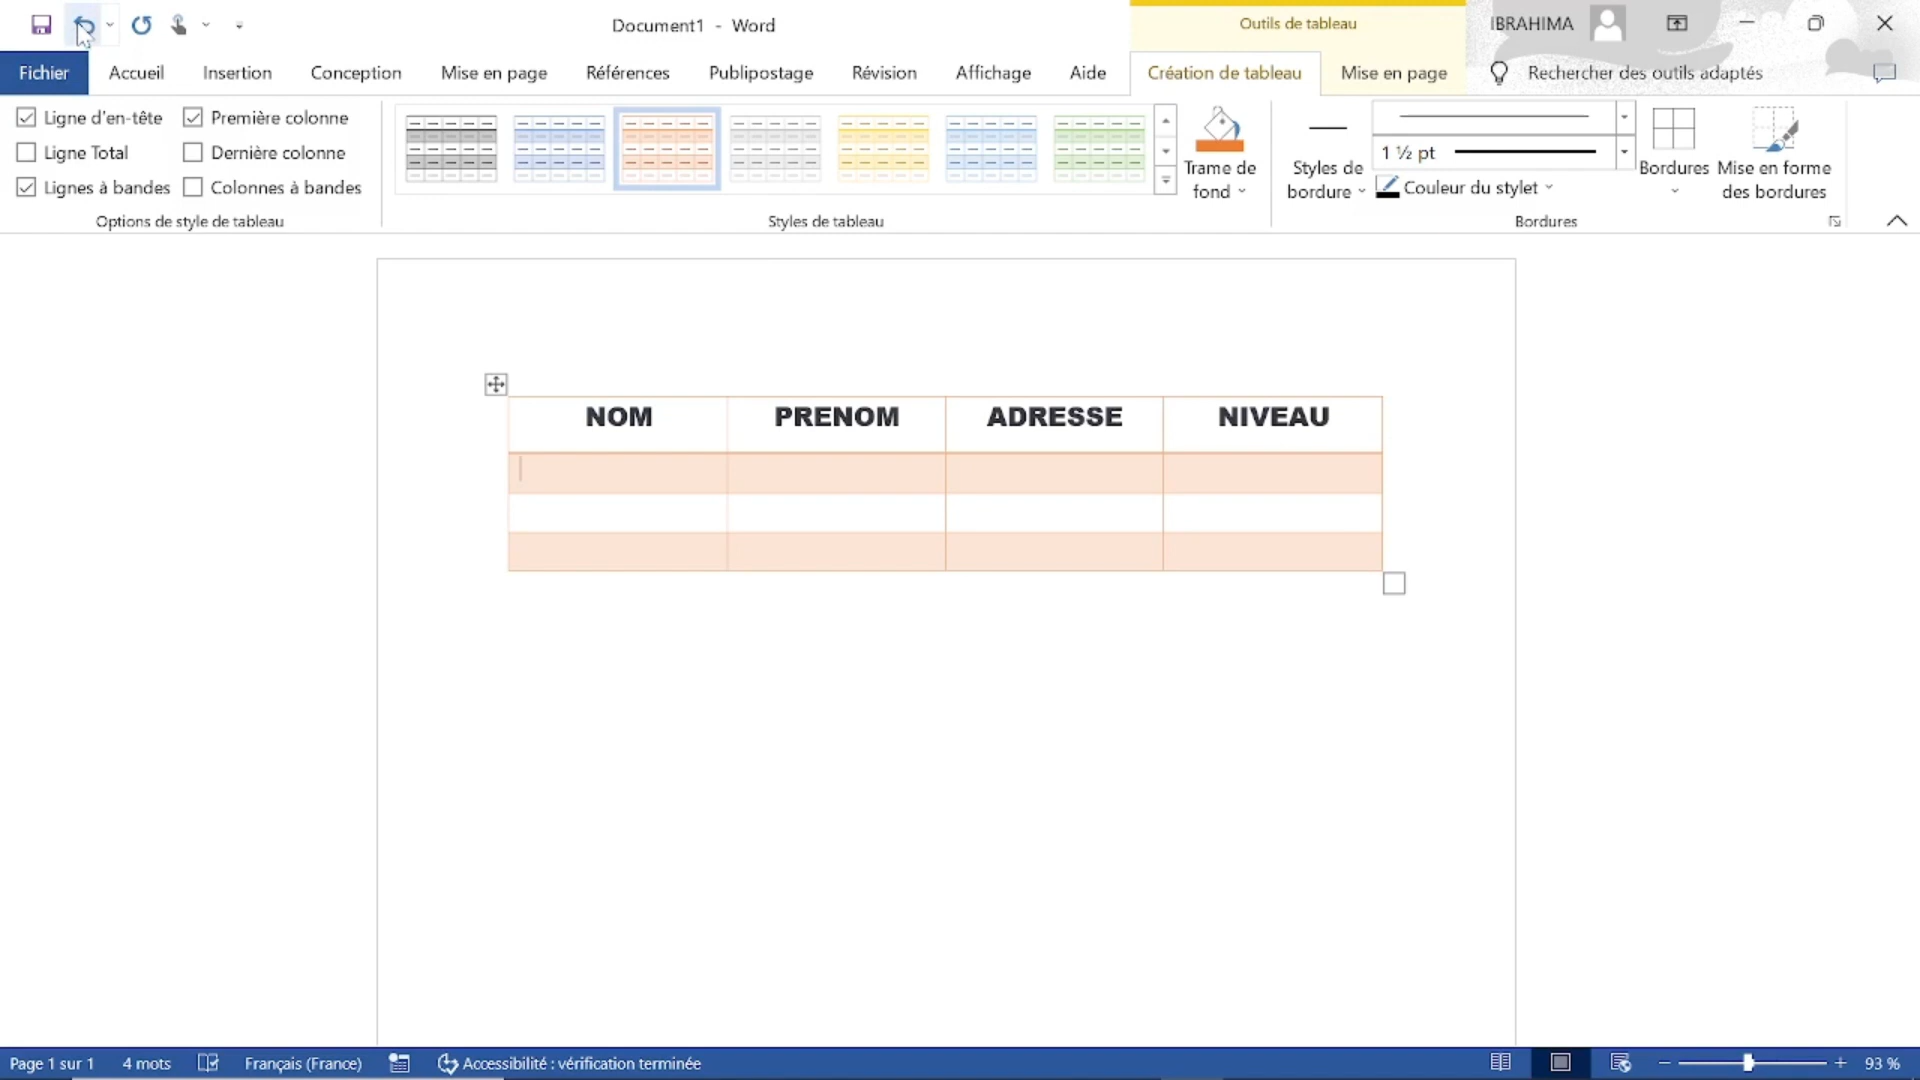 Document1 - Word
Outils de tableau
IBRAHIMA
Fichier Accueil Insertion Conception Mise en page Références Publipostage Révision Affichage Aide Création de tableau Mise en page Rechercher des outils adaptés
Ligne d'en-tête Première colonne
Ligne Total Dernière colonne
Lignes à bandes Colonnes à bandes
Options de style de tableau
Styles de tableau
Trame de
fond
Styles de
bordure
1 ½ pt
Couleur du stylet
Bordures
Mise en forme
des bordures
Bordures
NOM PRENOM ADRESSE NIVEAU
Page 1 sur 1 4 mots Français (France) Accessibilité : vérification terminée 93 %